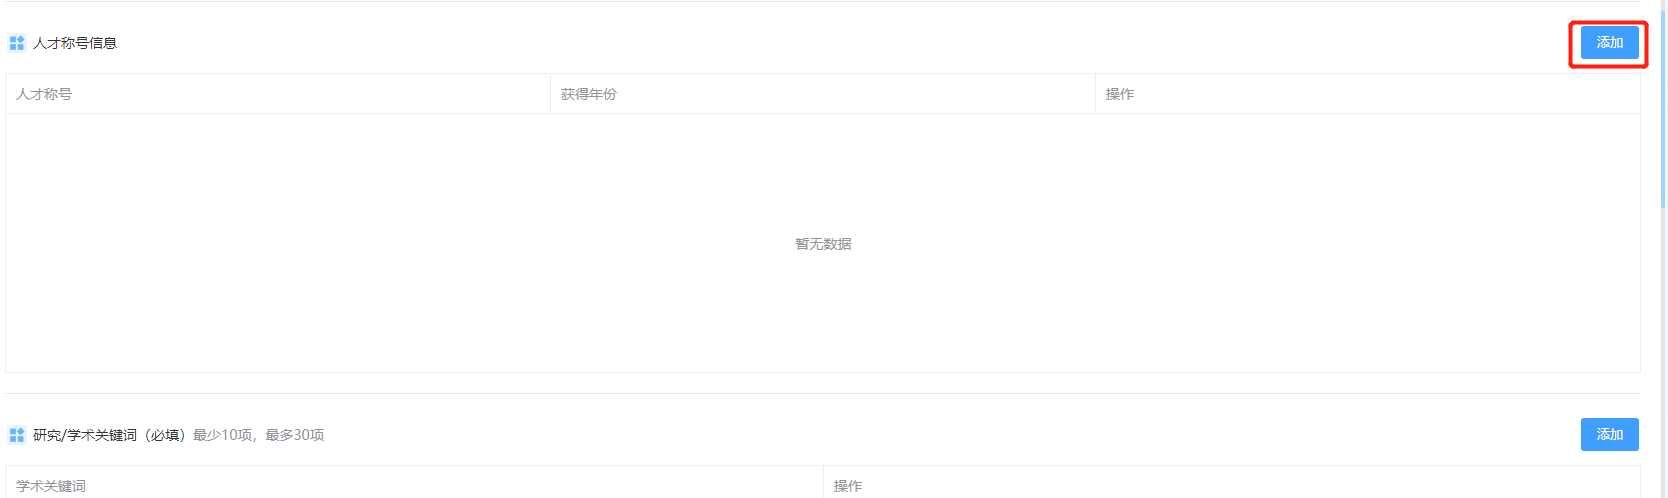 人才称号信息 添加
人才称号 获得年份 操作
暂无数据
研究/学术关键词（必填）最少10项，最多30项 添加
学术关键词 操作